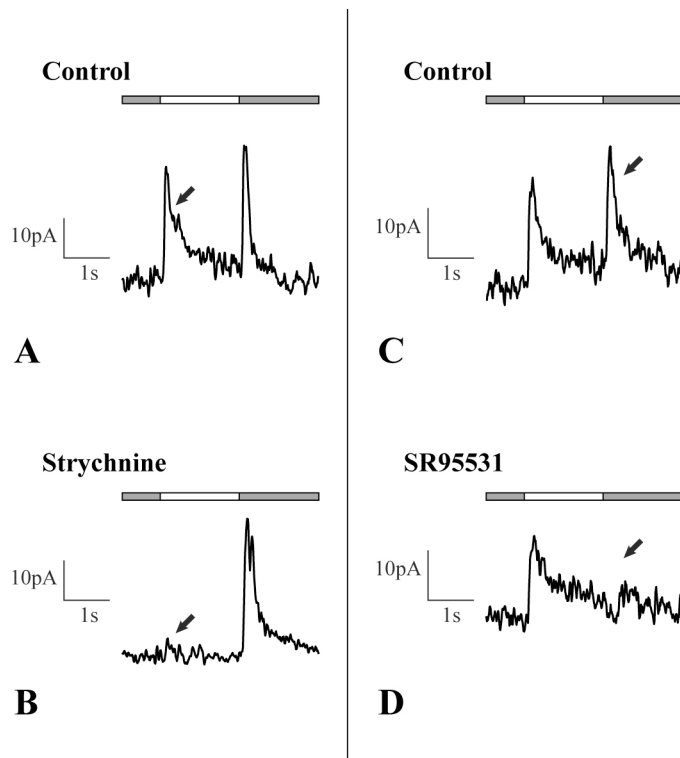 Control
10pA
1s
A
Strychnine
10pA
1s
B
Control
10pA
1s
C
SR95531
10pA
1s
D